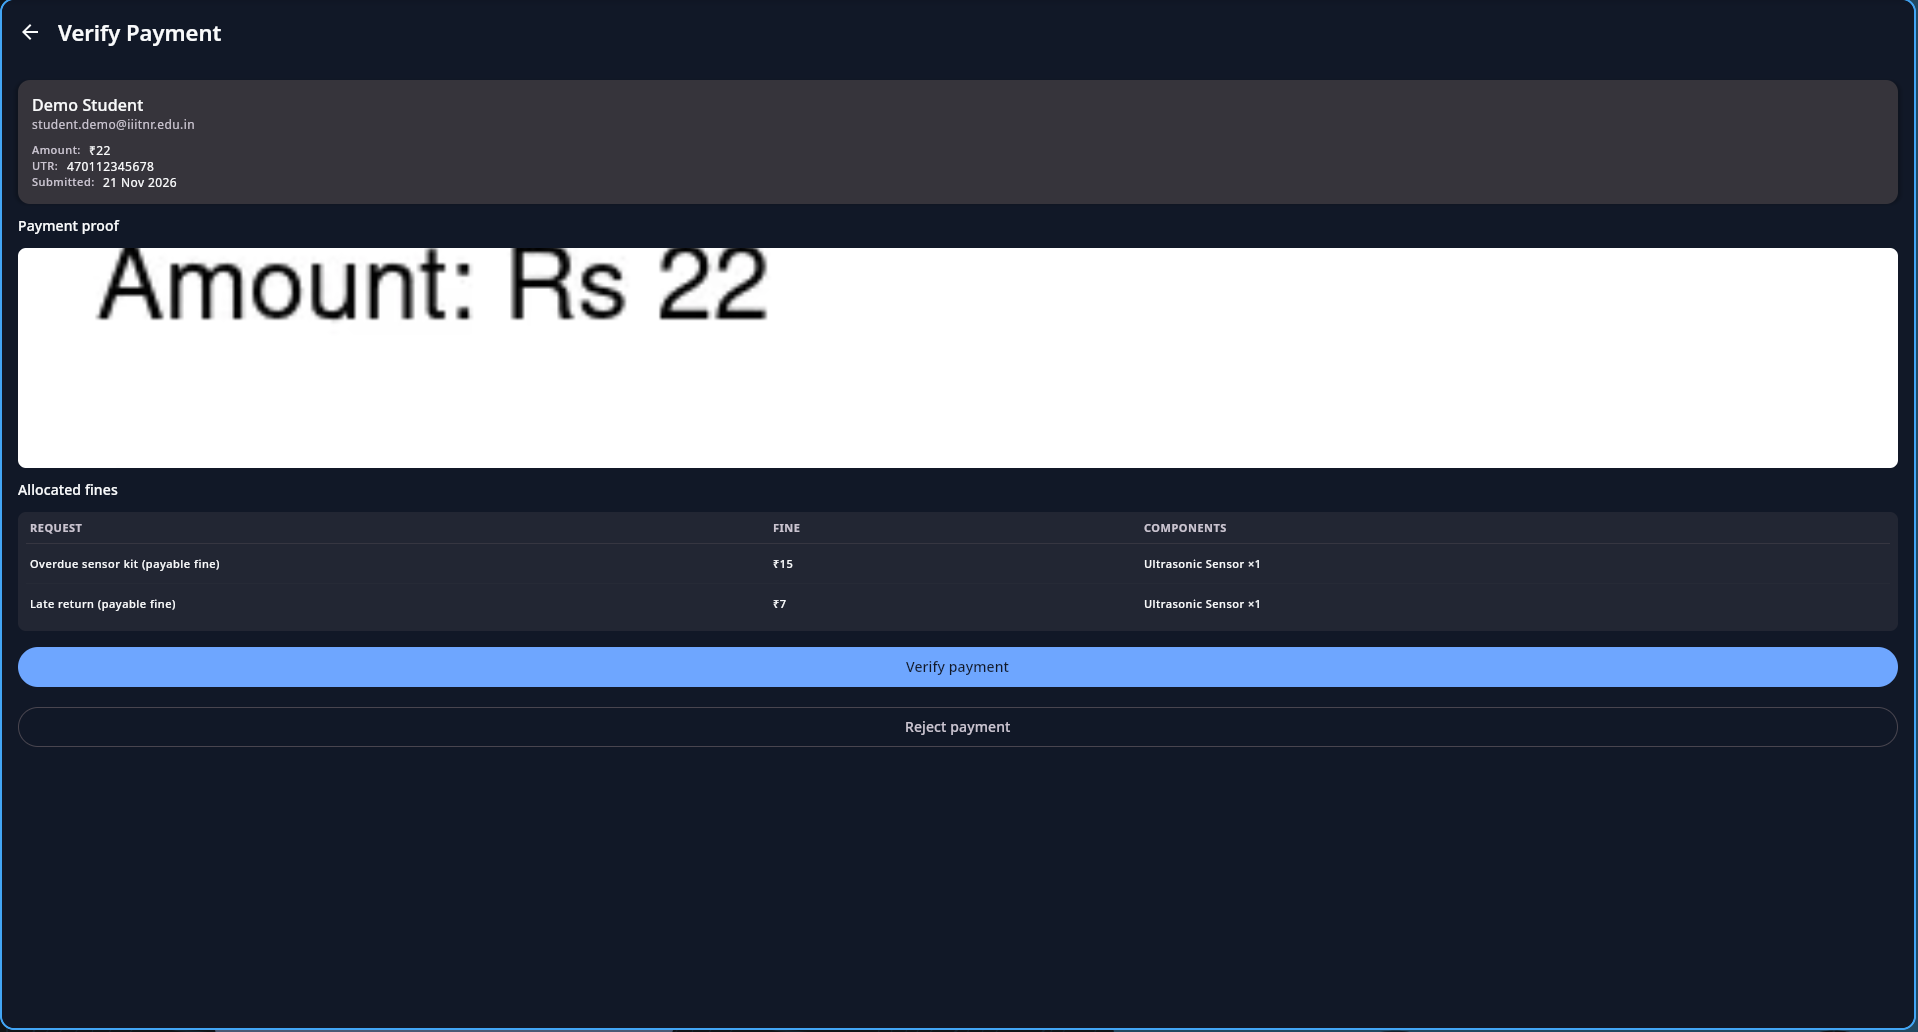 Verify Payment
Demo Student
student.demo@iiitnr.edu.in
Amount: ₹22
UTR: 470112345678
Submitted: 21 Nov 2026
Payment proof
Amount: Rs 22
Allocated fines
REQUEST FINE COMPONENTS
Overdue sensor kit (payable fine) ₹15 Ultrasonic Sensor ×1
Late return (payable fine) ₹7 Ultrasonic Sensor ×1
Verify payment
Reject payment